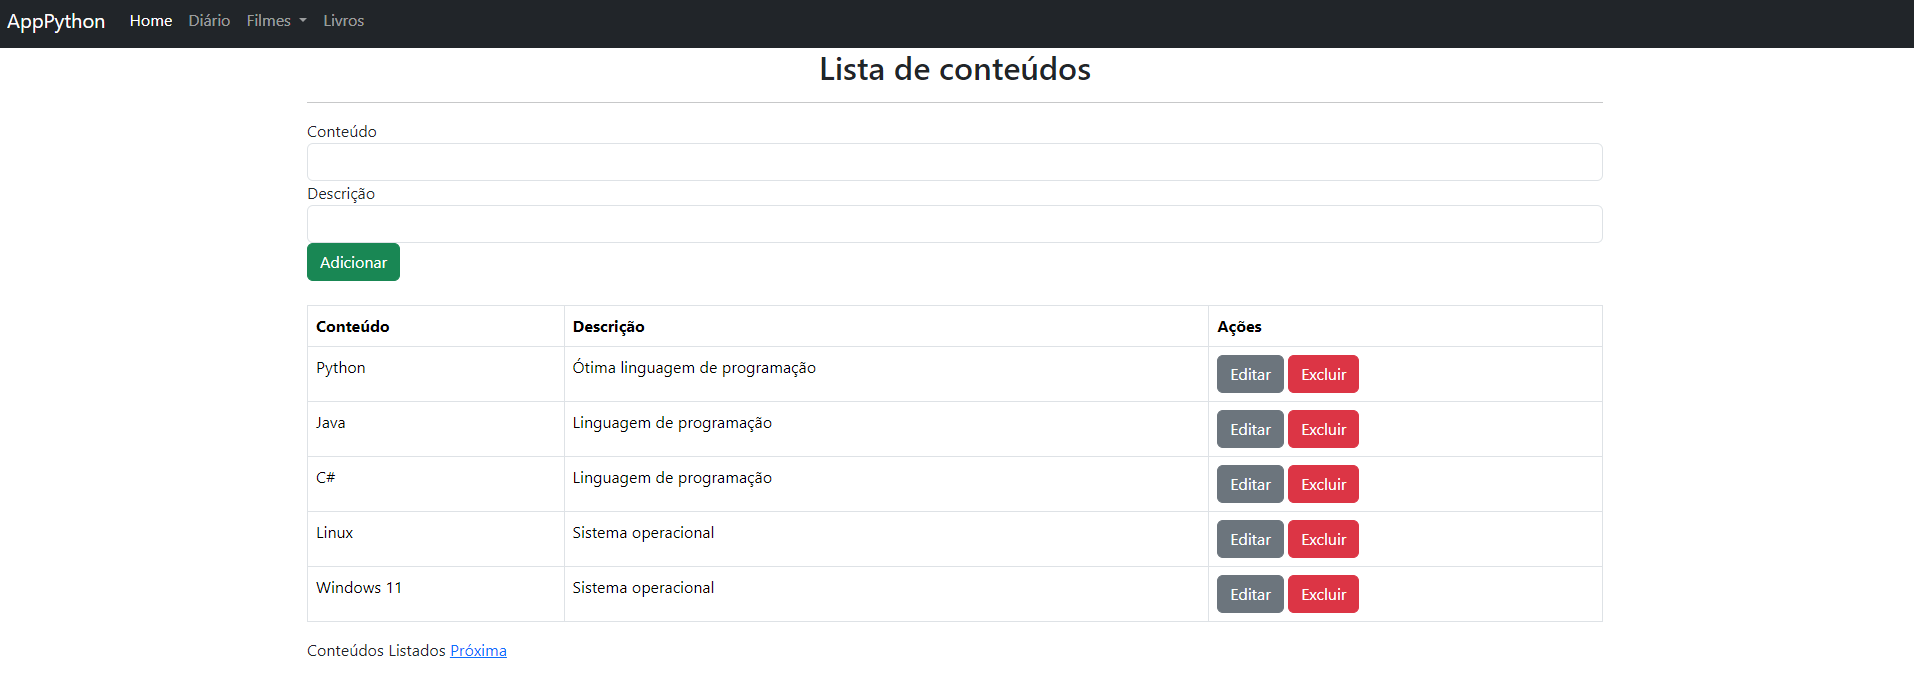 AppPython Home Diário Filmes Livros
Lista de conteúdos
Conteúdo
Descrição
Adicionar
Conteúdo Descrição Ações
Python Ótima linguagem de programação Editar Excluir
Java Linguagem de programação Editar Excluir
C# Linguagem de programação Editar Excluir
Linux Sistema operacional Editar Excluir
Windows 11 Sistema operacional Editar Excluir
Conteúdos Listados Próxima